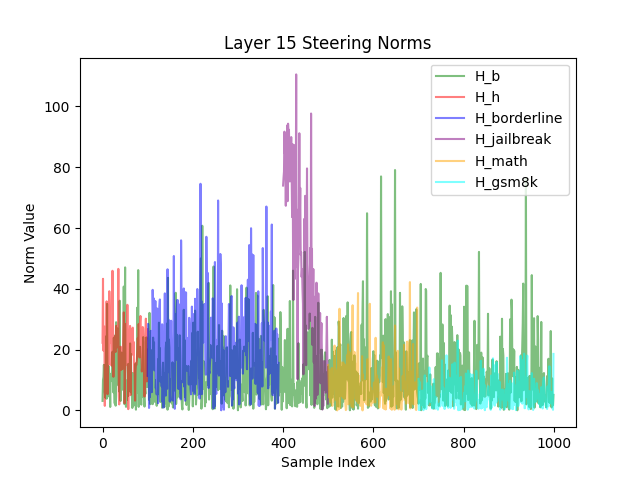 Layer 15 Steering Norms
H_b
H_h
H_borderline
H_jailbreak
H_math
H_gsm8k
Norm Value
100
80
60
40
20
0
0 200 400 600 800 1000
Sample Index